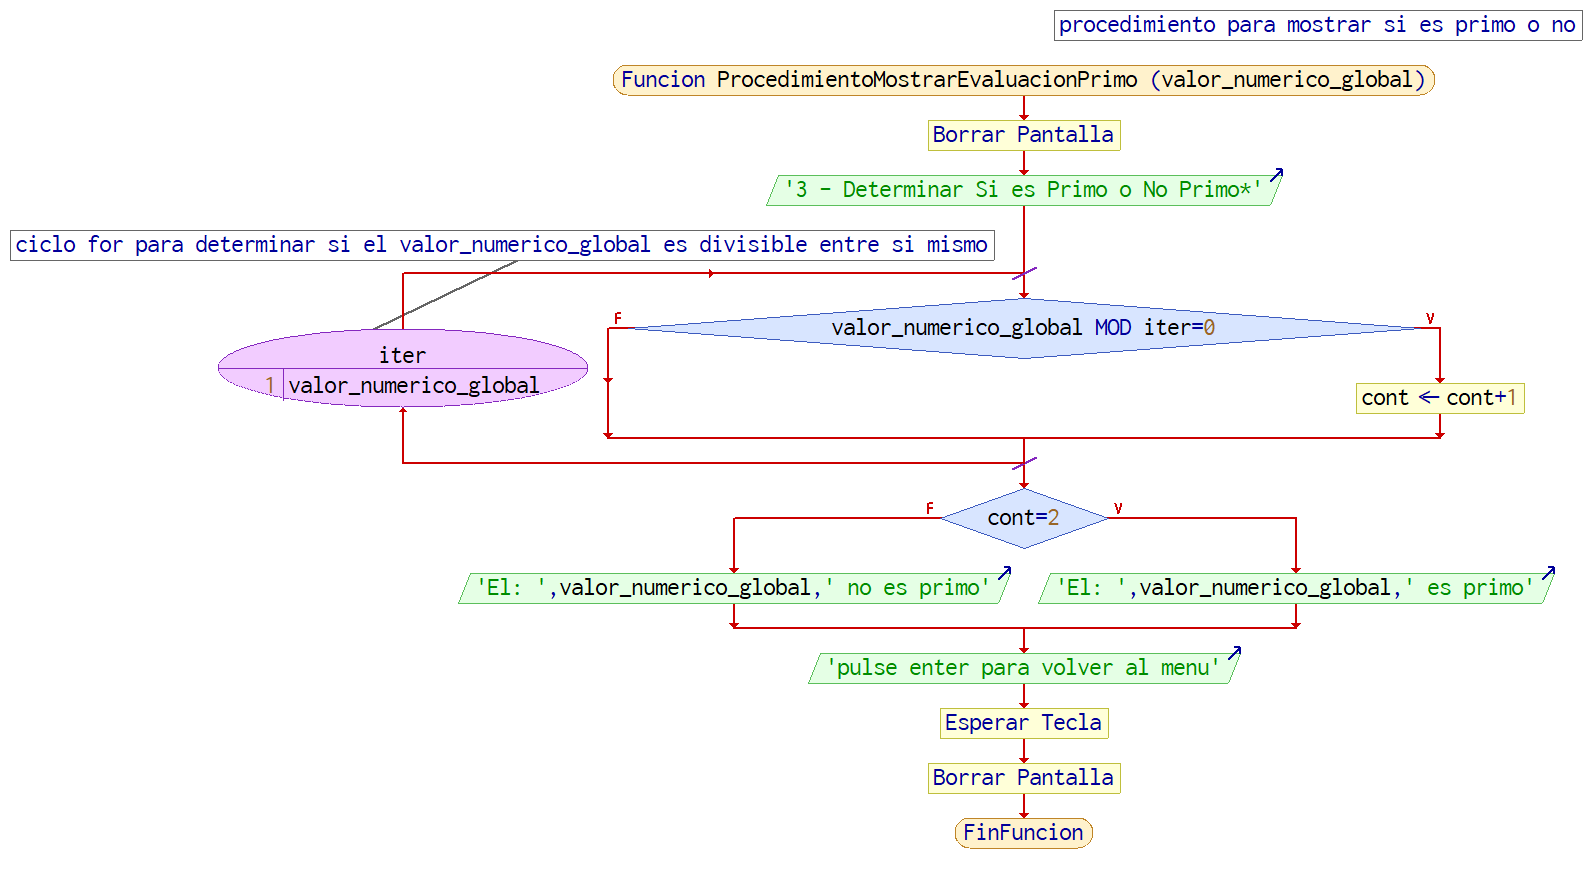 procedimiento para mostrar si es primo o no
Funcion ProcedimientoMostrarEvaluacionPrimo (valor_numerico_global)
Borrar Pantalla
'3 - Determinar Si es Primo o No Primo*'
ciclo for para determinar si el valor_numerico_global es divisible entre si mismo
F
valor_numerico_global MOD iter=0
V
iter
1 valor_numerico_global
cont ← cont+1
F
cont=2
V
'El: ',valor_numerico_global,' no es primo'
'El: ',valor_numerico_global,' es primo'
'pulse enter para volver al menu'
Esperar Tecla
Borrar Pantalla
FinFuncion